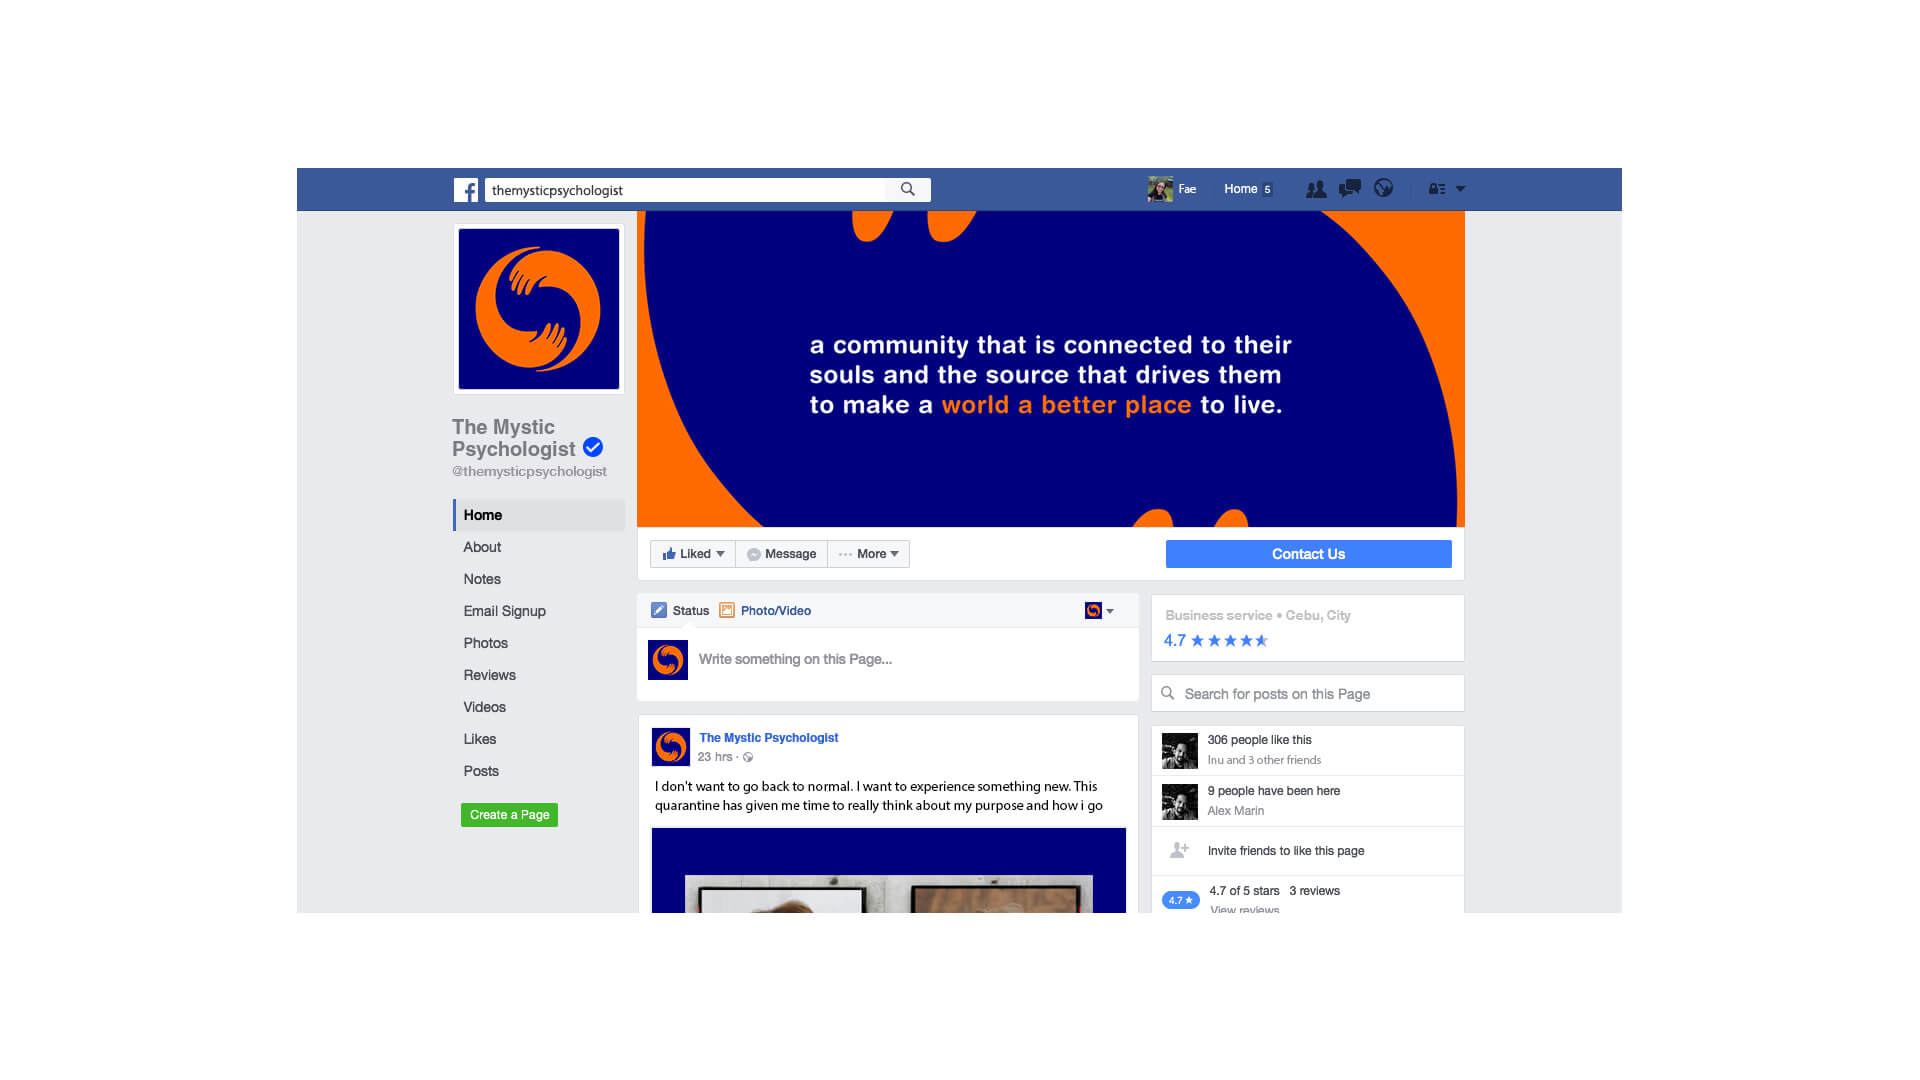 themysticpsychologist
Fae
Home 5
The Mystic
Psychologist
@themysticpsychologist
Home
About
Notes
Email Signup
Photos
Reviews
Videos
Likes
Posts
Create a Page
a community that is connected to their
souls and the source that drives them
to make a world a better place to live.
Liked
Message
More
Contact Us
Status
Photo/Video
Write something on this Page...
The Mystic Psychologist
23 hrs ·
I don't want to go back to normal. I want to experience something new. This
quarantine has given me time to really think about my purpose and how i go
Business service • Cebu, City
4.7
Search for posts on this Page
306 people like this
Inu and 3 other friends
9 people have been here
Alex Marin
Invite friends to like this page
4.7
4.7 of 5 stars 3 reviews
View reviews